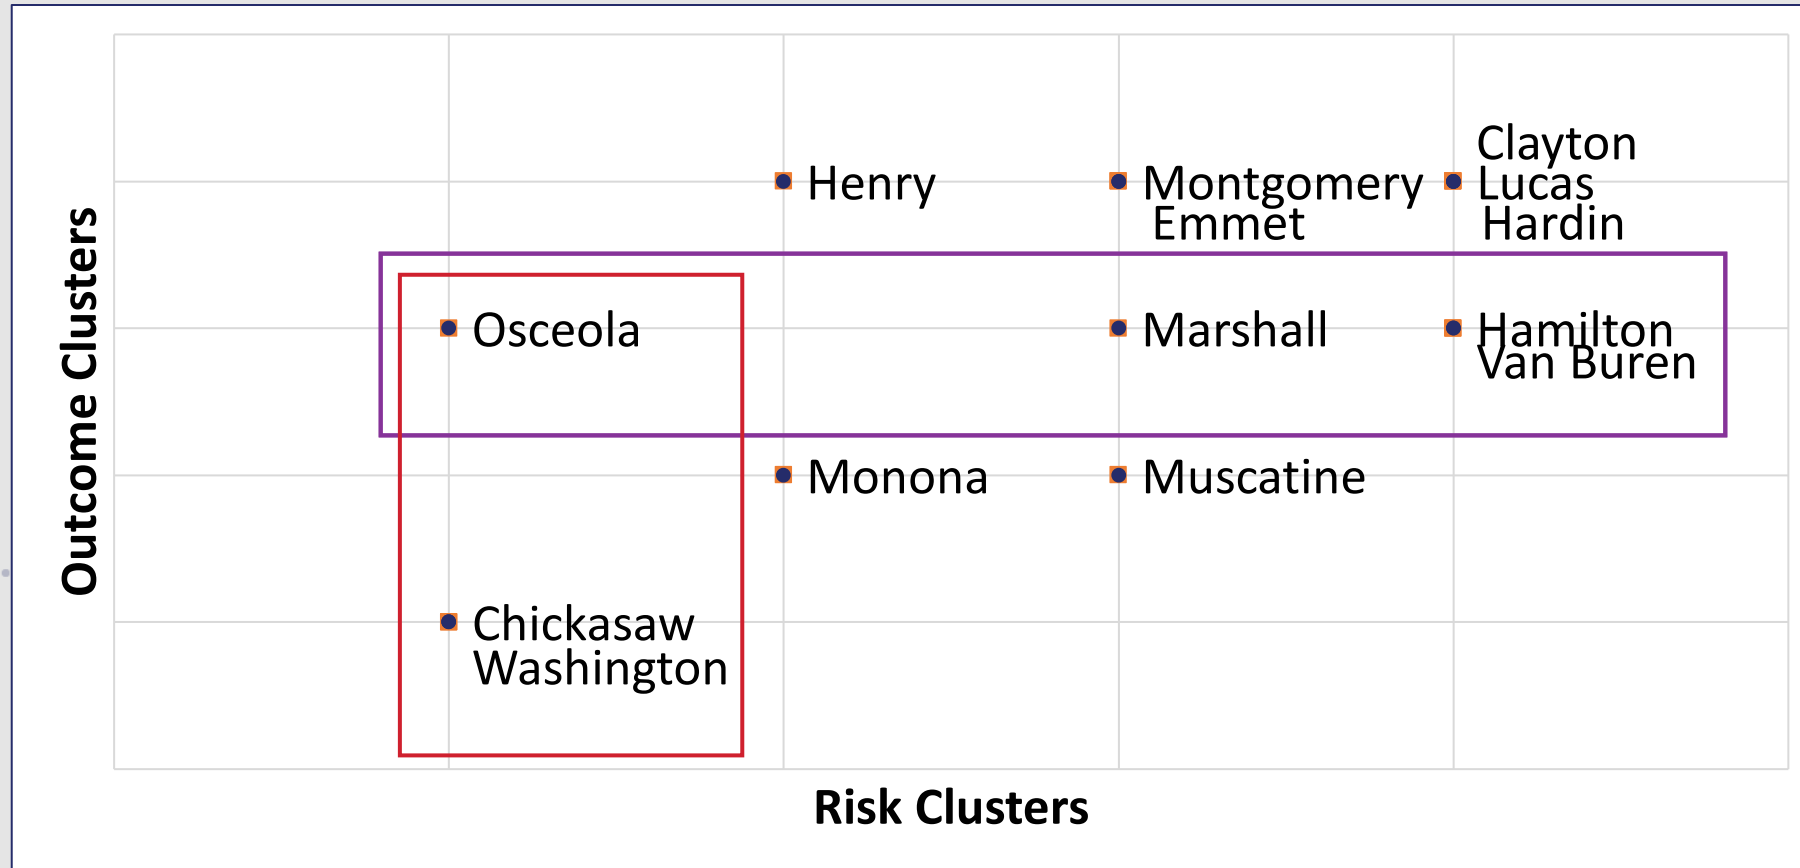 Clayton
Henry
Montgomery
Lucas
Emmet
Hardin
Osceola
Marshall
Hamilton
Van Buren
Monona
Muscatine
Chickasaw
Washington
Outcome Clusters
Risk Clusters